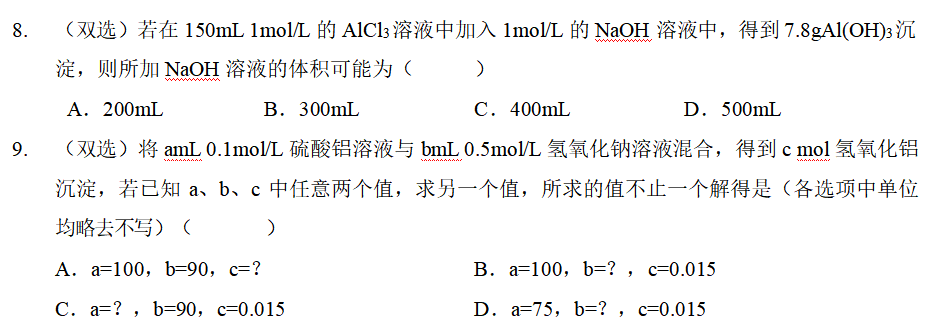 8. （双选）若在 150mL 1mol/L 的 AlCl₃溶液中加入 1mol/L 的 NaOH 溶液中，得到 7.8gAl(OH)₃沉
淀，则所加 NaOH 溶液的体积可能为（ ）
A．200mL B．300mL C．400mL D．500mL
9. （双选）将 amL 0.1mol/L 硫酸铝溶液与 bmL 0.5mol/L 氢氧化钠溶液混合，得到 c mol 氢氧化铝
沉淀，若已知 a、b、c 中任意两个值，求另一个值，所求的值不止一个解得是（各选项中单位
均略去不写）（ ）
A．a=100，b=90，c=？ B．a=100，b=？，c=0.015
C．a=？，b=90，c=0.015 D．a=75，b=？，c=0.015